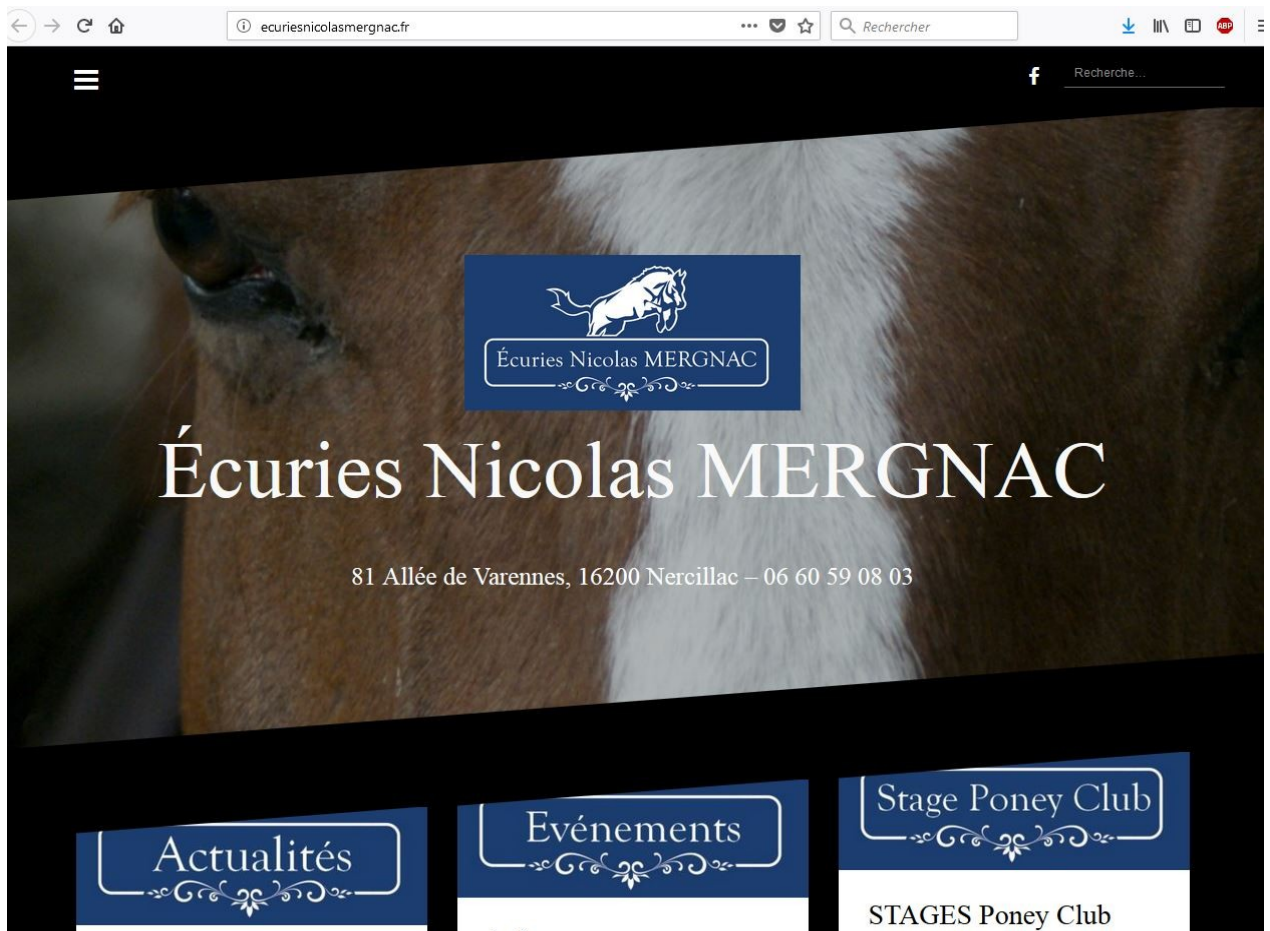 ecuriesnicolasmergnac.fr
Rechercher
ABP
Recherche...
Écuries Nicolas MERGNAC
Écuries Nicolas MERGNAC
81 Allée de Varennes, 16200 Nercillac – 06 60 59 08 03
Actualités
Evénements
Stage Poney Club
STAGES Poney Club